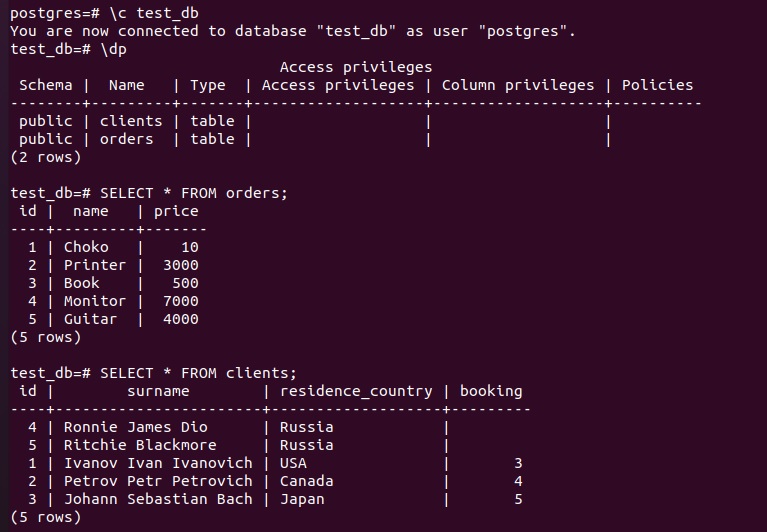 postgres=# \c test_db
You are now connected to database "test_db" as user "postgres".
test_db=# \dp
                              Access privileges
 Schema |  Name   | Type  | Access privileges | Column privileges | Policies
--------+---------+-------+-------------------+-------------------+----------
 public | clients | table |                   |                   |
 public | orders  | table |                   |                   |
(2 rows)

test_db=# SELECT * FROM orders;
 id |  name   | price
----+---------+-------
  1 | Choko   |    10
  2 | Printer |  3000
  3 | Book    |   500
  4 | Monitor |  7000
  5 | Guitar  |  4000
(5 rows)

test_db=# SELECT * FROM clients;
 id |        surname        | residence_country | booking
----+-----------------------+-------------------+---------
  4 | Ronnie James Dio      | Russia            |
  5 | Ritchie Blackmore     | Russia            |
  1 | Ivanov Ivan Ivanovich | USA               |       3
  2 | Petrov Petr Petrovich | Canada            |       4
  3 | Johann Sebastian Bach | Japan             |       5
(5 rows)